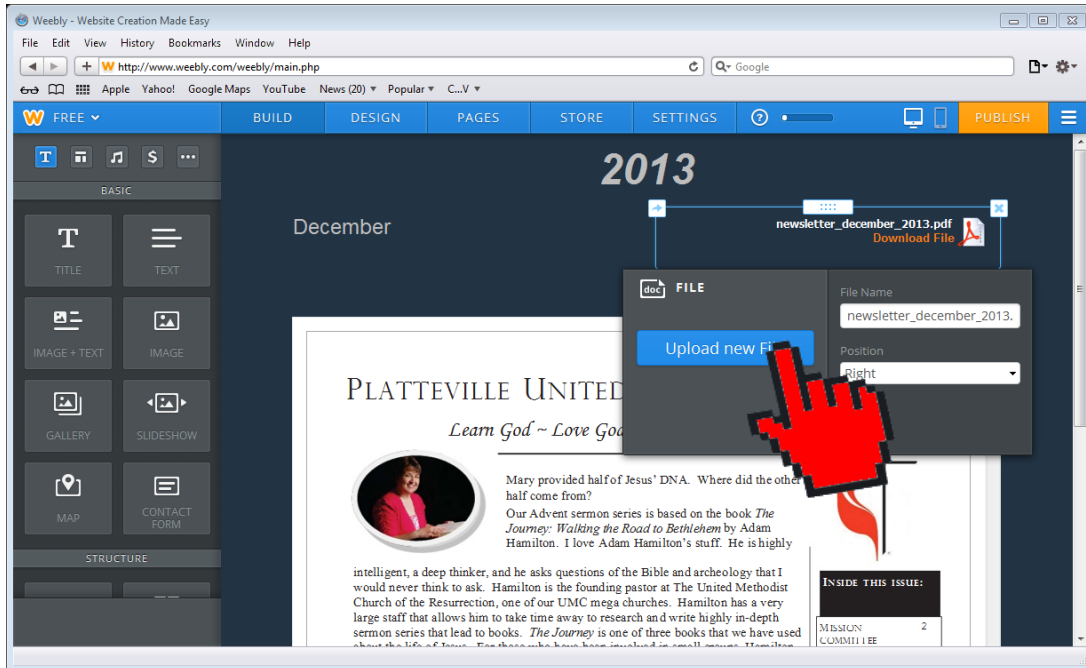 Weebly - Website Creation Made Easy
File Edit View History Bookmarks Window Help
http://www.weebly.com/weebly/main.php
Google
Apple Yahoo! Google Maps YouTube News (20) Popular C...V
FREE BUILD DESIGN PAGES STORE SETTINGS ? PUBLISH
T $
BASIC
T
TITLE TEXT
IMAGE + TEXT IMAGE
GALLERY SLIDESHOW
MAP CONTACT FORM
STRUCTURE
2013
December
newsletter_december_2013.pdf
Download File
doc FILE
Upload new
File Name
newsletter_december_2013.
Position
Right
PLATTEVILLE UNITED
Learn God ~ Love God
Mary provided half of Jesus' DNA. Where did the other
half come from?
Our Advent sermon series is based on the book The
Journey: Walking the Road to Bethlehem by Adam
Hamilton. I love Adam Hamilton's stuff. He is highly
intelligent, a deep thinker, and he asks questions of the Bible and archeology that I
would never think to ask. Hamilton is the founding pastor at The United Methodist
Church of the Resurrection, one of our UMC mega churches. Hamilton has a very
large staff that allows him to take time away to research and write highly in-depth
sermon series that lead to books. The Journey is one of three books that we have used
INSIDE THIS ISSUE:
MISSION 2
COMMITTEE